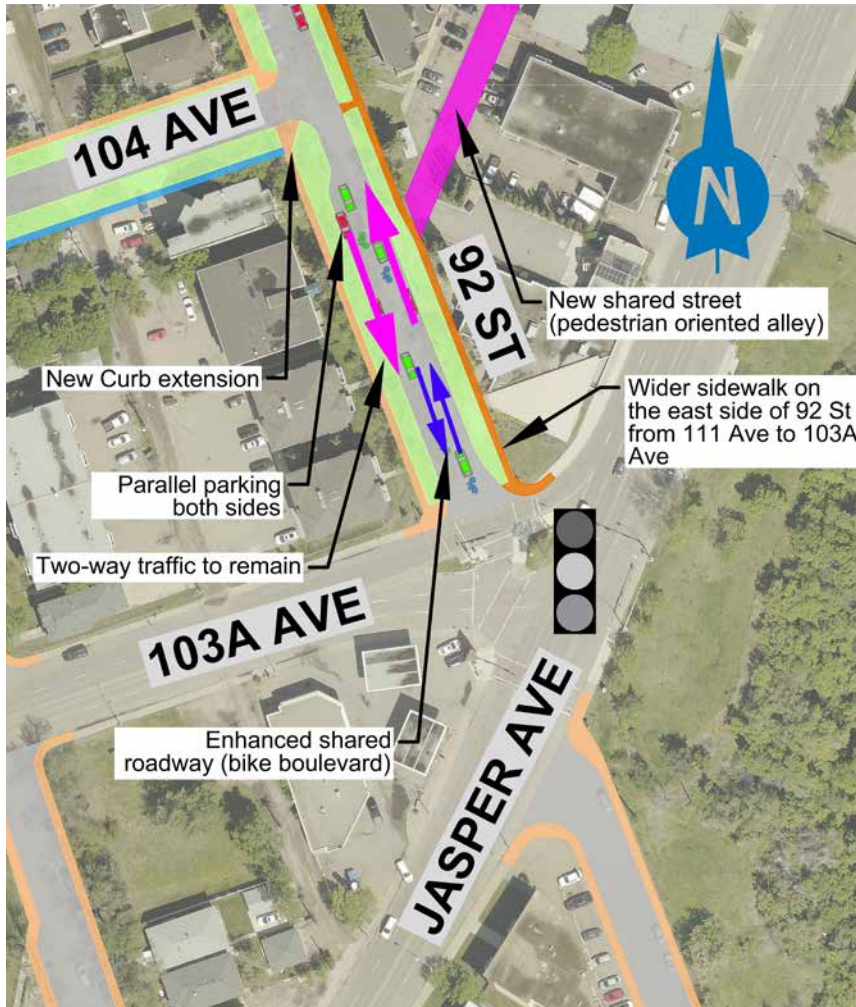 104 AVE
N
92 ST
New shared street
(pedestrian oriented alley)
New Curb extension
Wider sidewalk on
the east side of 92 St
from 111 Ave to 103A
Ave
Parallel parking
both sides
Two-way traffic to remain
103A AVE
Enhanced shared
roadway (bike boulevard)
JASPER AVE